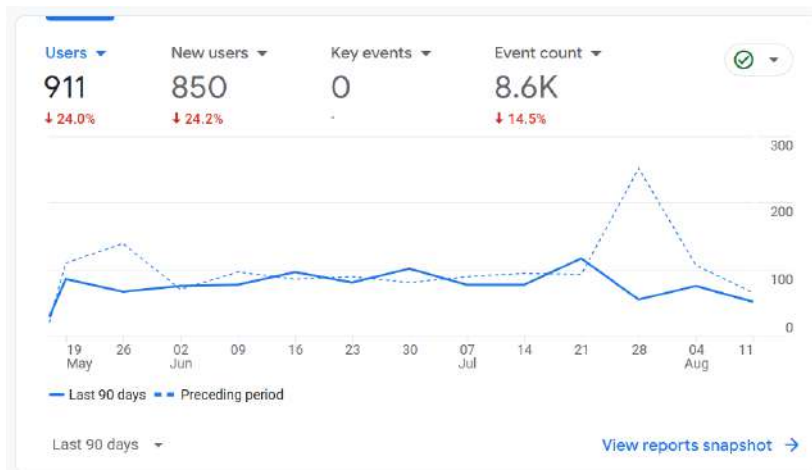 Users New users Key events Event count
911 850 0 8.6K
↓ 24.0% ↓ 24.2% - ↓ 14.5%
300
200
100
0
19 26 02 09 16 23 30 07 14 21 28 04 11
May Jun Jul Aug
Last 90 days Preceding period
Last 90 days View reports snapshot →